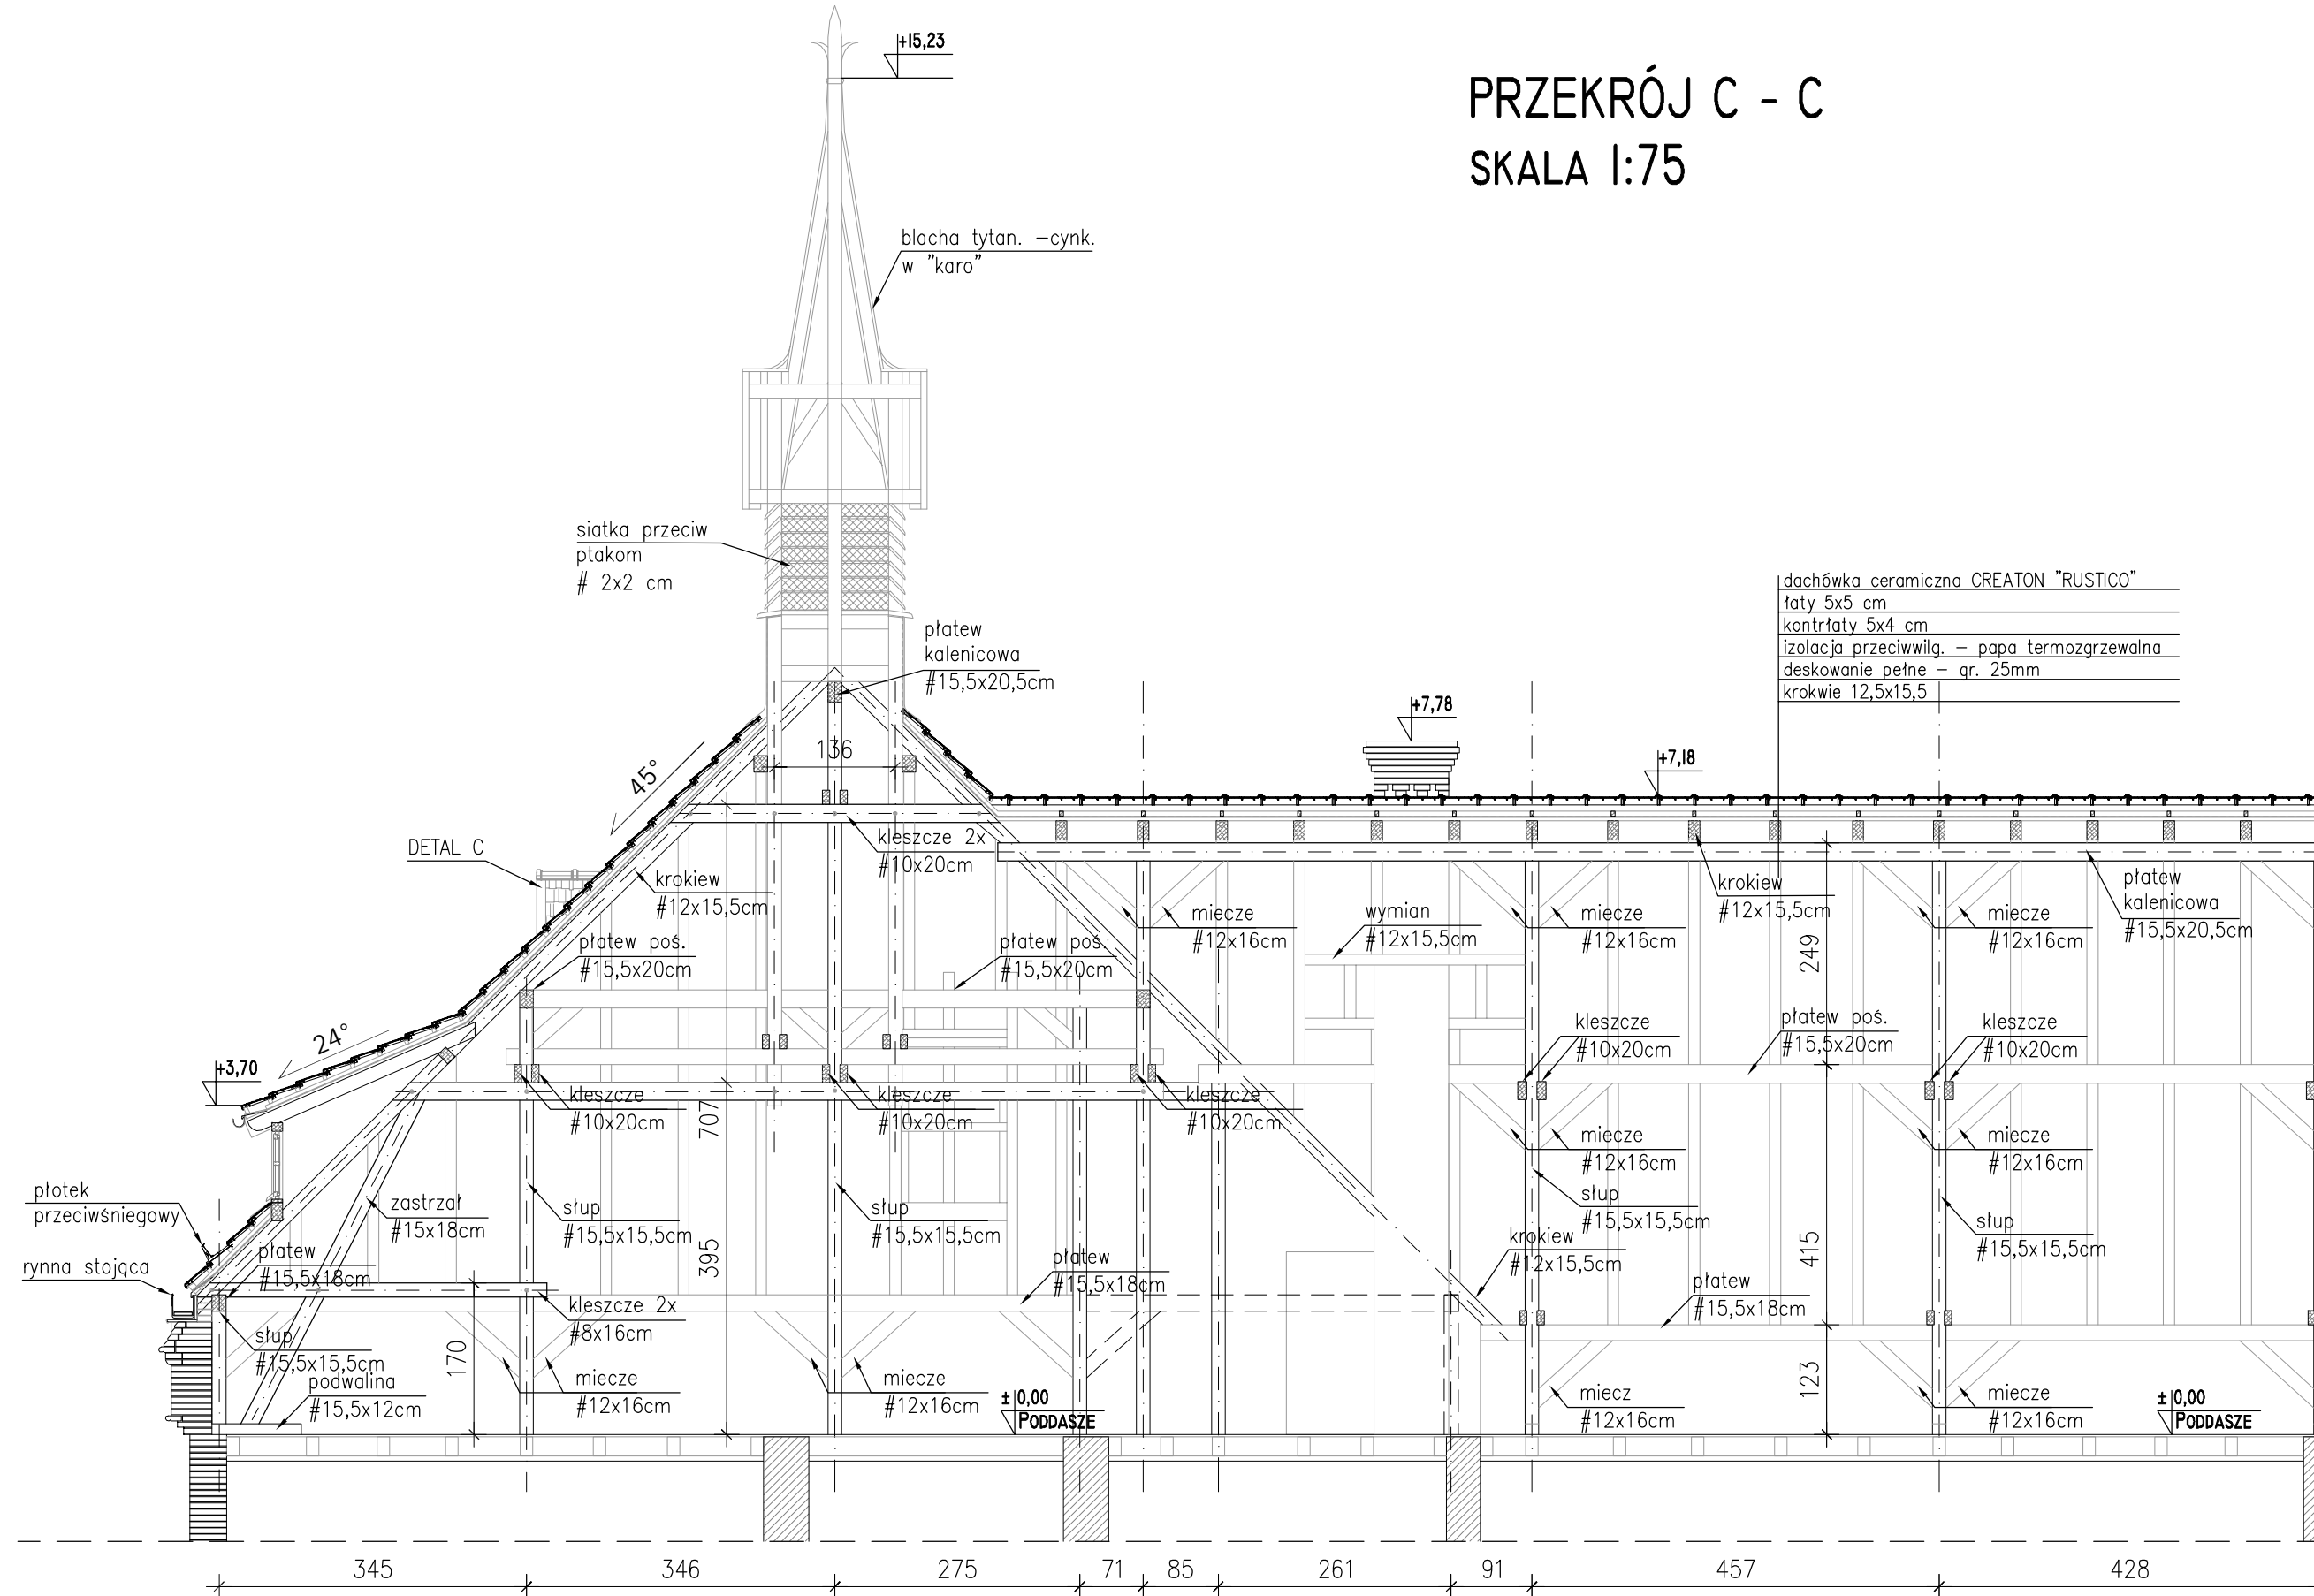 +15,23
PRZEKRÓJ C - C
SKALA 1:75
blacha tytan. -cynk.
w "karo"
siatka przeciw
ptakom
# 2x2 cm
dachówka ceramiczna CREATON "RUSTICO"
łaty 5x5 cm
kontrłaty 5x4 cm
izolacja przeciwwilg. - papa termozgrzewalna
deskowanie pełne - gr. 25mm
krokwie 12,5x15,5
płatew
kalenicowa
#15,5x20,5cm
+7,78
+7,18
136
45°
DETAL C
kleszcze 2x
#10x20cm
krokiew
#12x15,5cm
krokiew
#12x15,5cm
płatew
kalenicowa
#15,5x20,5cm
miecze
#12x16cm
wymian
#12x15,5cm
miecze
#12x16cm
miecze
#12x16cm
249
płatew poś.
#15,5x20cm
płatew poś.
#15,5x20cm
24°
+3,70
kleszcze
#10x20cm
płatew poś.
#15,5x20cm
kleszcze
#10x20cm
kleszcze
#10x20cm
kleszcze
#10x20cm
kleszcze
#10x20cm
707
miecze
#12x16cm
miecze
#12x16cm
płotek
przeciwśniegowy
zastrzał
#15x18cm
słup
#15,5x15,5cm
słup
#15,5x15,5cm
słup
#15,5x15,5cm
słup
#15,5x15,5cm
rynna stojąca
płatew
#15,5x18cm
395
płatew
#15,5x18cm
krokiew
#12x15,5cm
415
płatew
#15,5x18cm
kleszcze 2x
#8x16cm
słup
#15,5x15,5cm
podwalina
#15,5x12cm
170
miecze
#12x16cm
miecze
#12x16cm
±0,00
PODDASZE
miecz
#12x16cm
123
miecze
#12x16cm
±0,00
PODDASZE
345 346 275 71 85 261 91 457 428